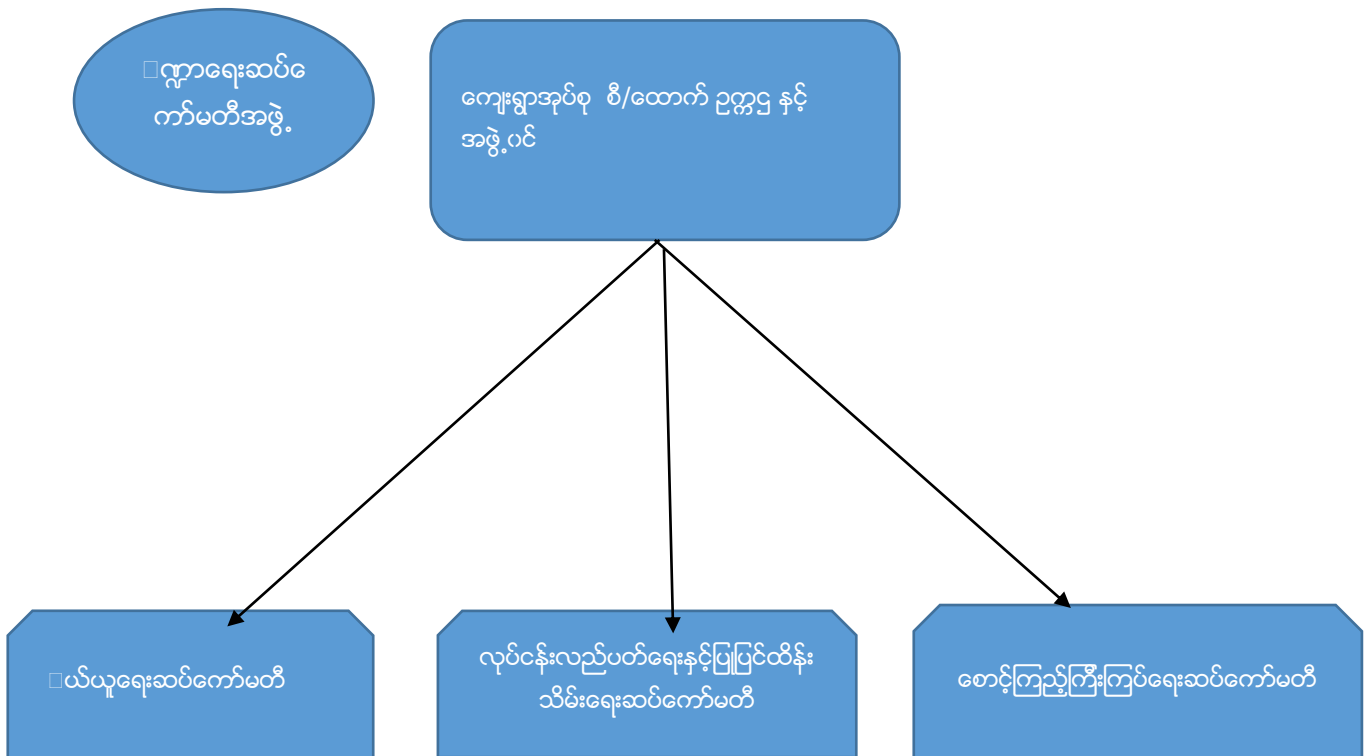 □ဏ္ဍာရေးဆပ်ကေ
ာ်မတီအဖွဲ့
ကျေးရွာအုပ်စု စီ/ထောက် ဥက္ကဌ နှင့်
အဖွဲ့ဝင်
□ယ်ယူရေးဆပ်ကော်မတီ
လုပ်ငန်းလည်ပတ်ရေးနှင့်ပြုပြင်ထိန်း
သိမ်းရေးဆပ်ကော်မတီ
စောင့်ကြည့်ကြီးကြပ်ရေးဆပ်ကော်မတီ